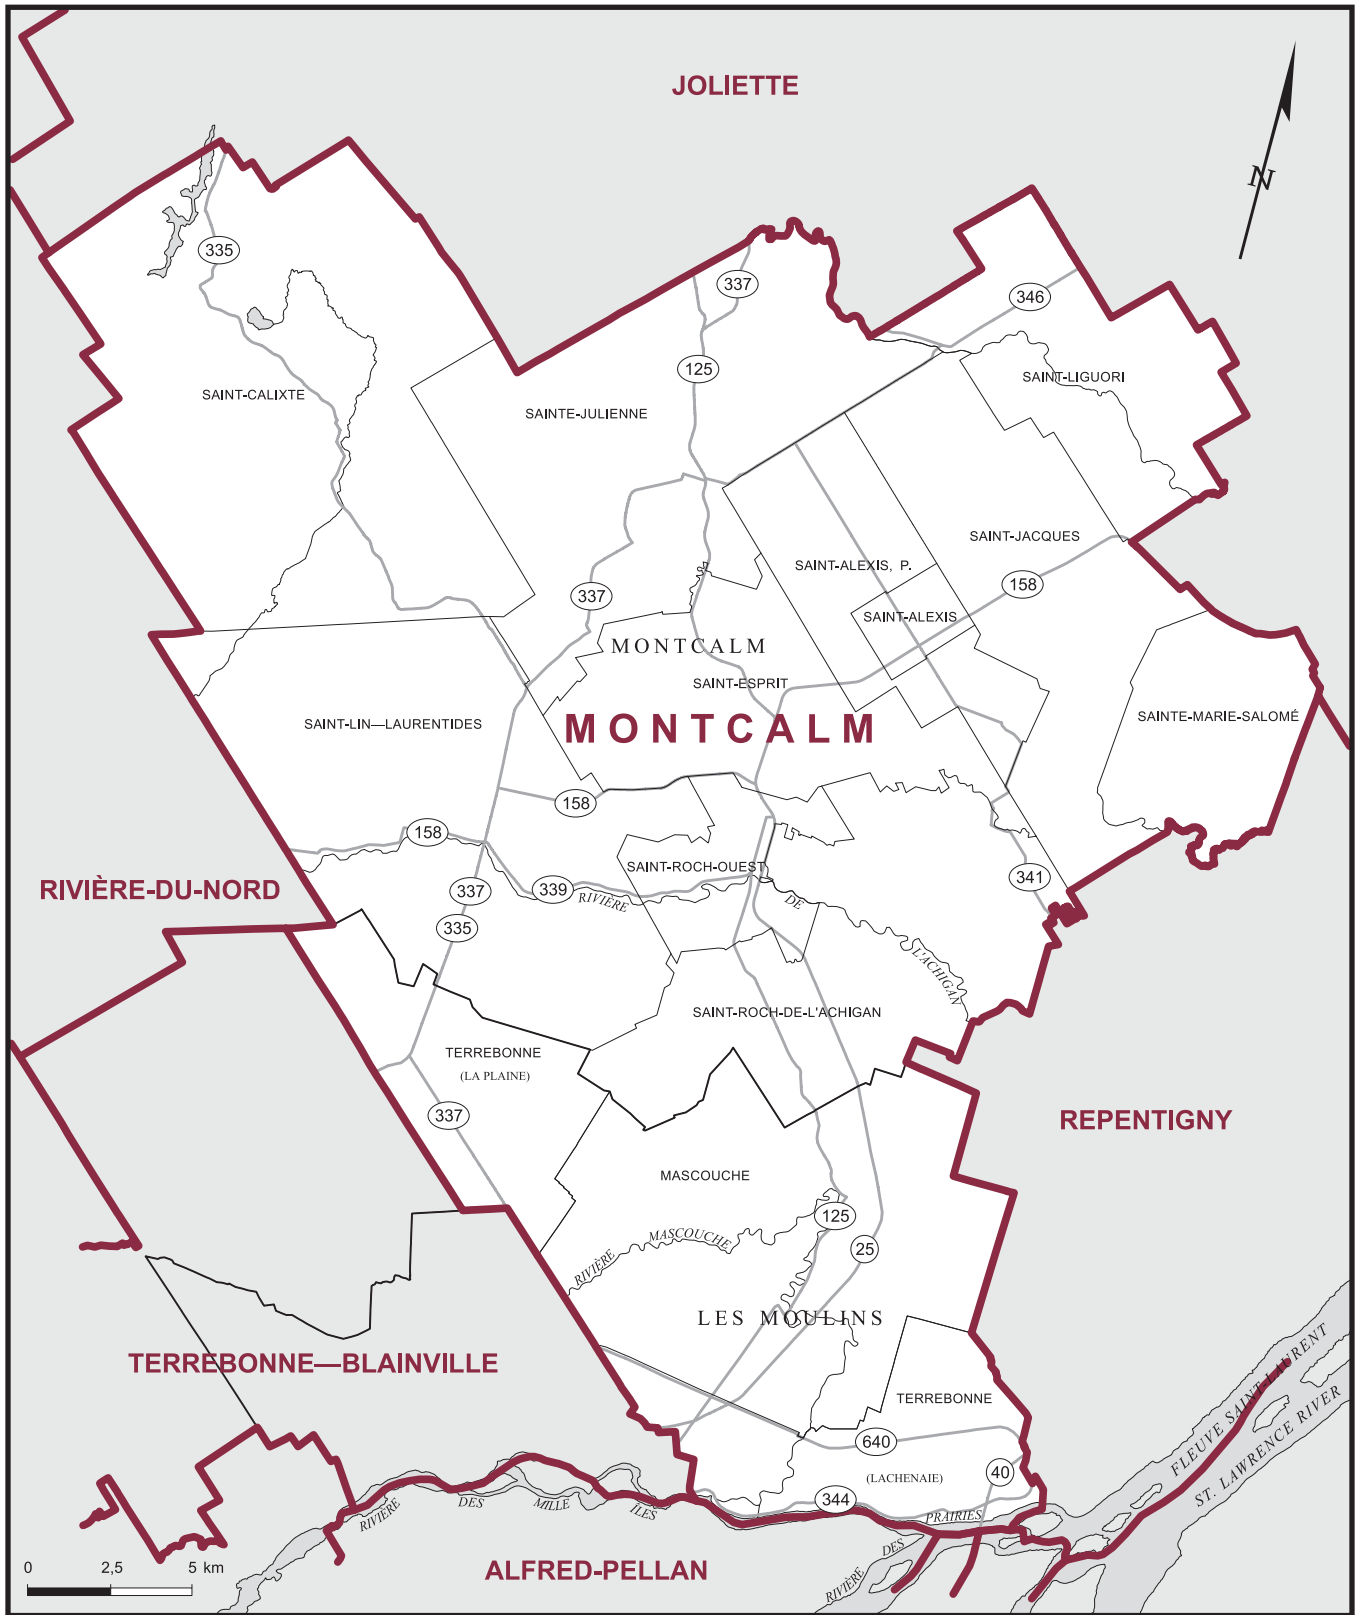 JOLIETTE
N
335
337
346
125
SAINT-CALIXTE
SAINTE-JULIENNE
SAINT-LIGUORI
SAINT-JACQUES
SAINT-ALEXIS, P.
158
337
SAINT-ALEXIS
MONTCALM
SAINT-ESPRIT
SAINT-LIN—LAURENTIDES
MONTCALM
SAINTE-MARIE-SALOMÉ
158
158
SAINT-ROCH-OUEST
341
RIVIÈRE-DU-NORD
337
339
RIVIÈRE
DE
L'ACHIGAN
335
SAINT-ROCH-DE-L'ACHIGAN
TERREBONNE
(LA PLAINE)
337
REPENTIGNY
MASCOUCHE
125
RIVIÈRE
MASCOUCHE
25
LES MOULINS
TERREBONNE—BLAINVILLE
TERREBONNE
FLEUVE SAINT-LAURENT
ST. LAWRENCE RIVER
640
(LACHENAIE)
40
344
RIVIÈRE
DES
MILLE
ÎLES
RIVIÈRE
DES
PRAIRIES
ALFRED-PELLAN
0 2,5 5 km